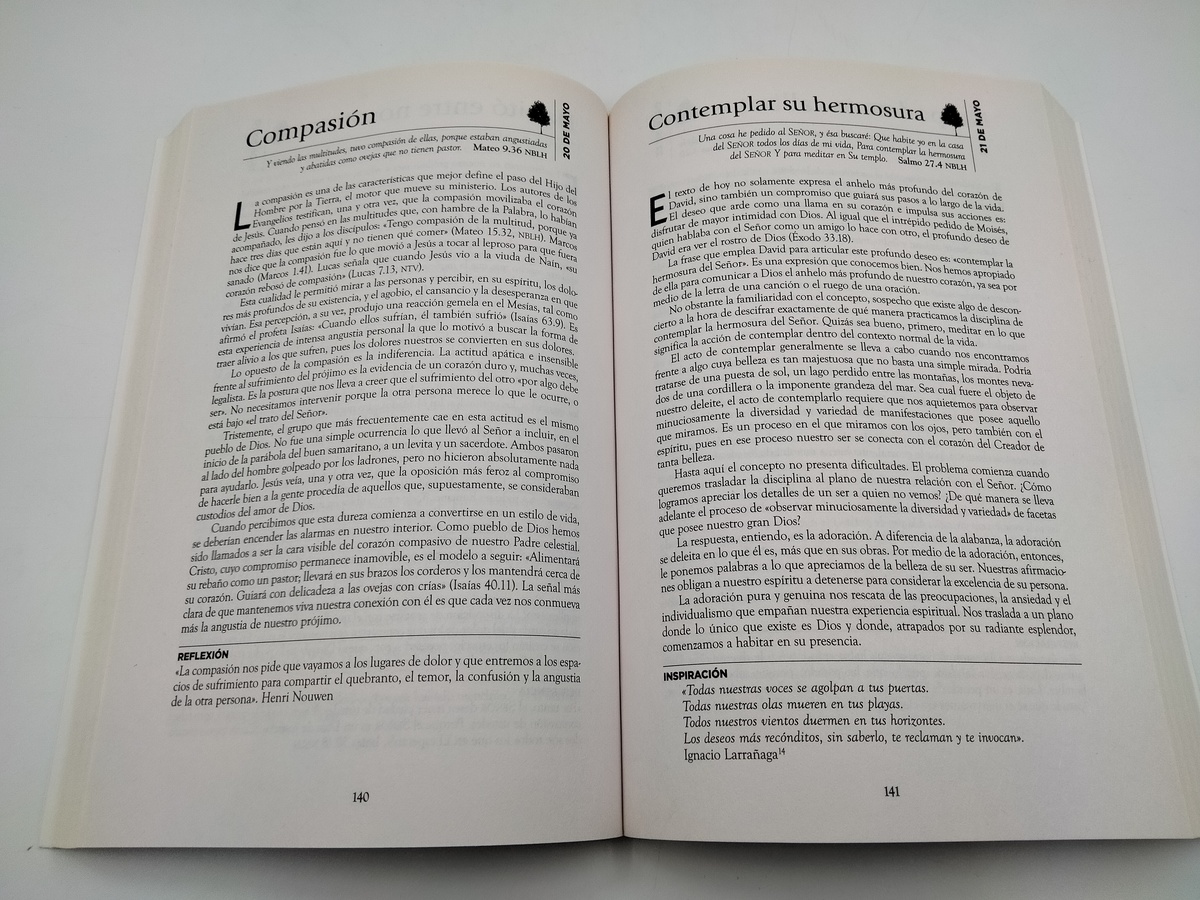 Compasión
20 DE MAYO
Y viendo las multitudes, tuvo compasión de ellas, porque estaban angustiadas
y abatidas como ovejas que no tienen pastor. Mateo 9.36 NBLH
La compasión es una de las características que mejor define el paso del Hijo del
Hombre por la Tierra, el motor que mueve su ministerio. Los autores de los
Evangelios testifican, una y otra vez, que la compasión movilizaba el corazón
de Jesús. Cuando pensó en las multitudes que, con hambre de la Palabra, lo habían
acompañado, les dijo a los discípulos: «Tengo compasión de la multitud, porque ya
hace tres días que están aquí y no tienen qué comer» (Mateo 15.32, NBLH). Marcos
nos dice que la compasión fue lo que movió a Jesús a tocar al leproso para que fuera
sanado (Marcos 1.41). Lucas señala que cuando Jesús vio a la viuda de Naín, «su
corazón rebosó de compasión» (Lucas 7.13, NTV).
Esta cualidad le permitió mirar a las personas y percibir, en su espíritu, los dolo-
res más profundos de su existencia, y el agobio, el cansancio y la desesperanza en que
vivían. Esa percepción, a su vez, produjo una reacción gemela en el Mesías, tal como
afirmó el profeta Isaías: «Cuando ellos sufrían, él también sufrió» (Isaías 63.9). Es
esta experiencia de intensa angustia personal la que lo motivó a buscar la forma de
traer alivio a los que sufren, pues los dolores nuestros se convierten en sus dolores.
Lo opuesto de la compasión es la indiferencia. La actitud apática e insensible
frente al sufrimiento del prójimo es la evidencia de un corazón duro y, muchas veces,
legalista. Es la postura que nos lleva a creer que el sufrimiento del otro «por algo debe
ser». No necesitamos intervenir porque la otra persona merece lo que le ocurre, o
está bajo «el trato del Señor».
Tristemente, el grupo que más frecuentemente cae en esta actitud es el mismo
pueblo de Dios. No fue una simple ocurrencia lo que llevó al Señor a incluir, en el
inicio de la parábola del buen samaritano, a un levita y un sacerdote. Ambos pasaron
al lado del hombre golpeado por los ladrones, pero no hicieron absolutamente nada
para ayudarlo. Jesús veía, una y otra vez, que la oposición más feroz al compromiso
de hacerle bien a la gente procedía de aquellos que, supuestamente, se consideraban
custodios del amor de Dios.
Cuando percibimos que esta dureza comienza a convertirse en un estilo de vida,
se deberían encender las alarmas en nuestro interior. Como pueblo de Dios hemos
sido llamados a ser la cara visible del corazón compasivo de nuestro Padre celestial.
Cristo, cuyo compromiso permanece inamovible, es el modelo a seguir: «Alimentará
su rebaño como un pastor; llevará en sus brazos los corderos y los mantendrá cerca de
su corazón. Guiará con delicadeza a las ovejas con crías» (Isaías 40.11). La señal más
clara de que mantenemos viva nuestra conexión con él es que cada vez nos conmueva
más la angustia de nuestro prójimo.
REFLEXIÓN
«La compasión nos pide que vayamos a los lugares de dolor y que entremos a los espa-
cios de sufrimiento para compartir el quebranto, el temor, la confusión y la angustia
de la otra persona». Henri Nouwen
140
Contemplar su hermosura
21 DE MAYO
Una cosa he pedido al SEÑOR, y ésa buscaré: Que habite yo en la casa
del SEÑOR todos los días de mi vida, Para contemplar la hermosura
del SEÑOR Y para meditar en Su templo. Salmo 27.4 NBLH
El texto de hoy no solamente expresa el anhelo más profundo del corazón de
David, sino también un compromiso que guiará sus pasos a lo largo de la vida.
El deseo que arde como una llama en su corazón e impulsa sus acciones es:
disfrutar de mayor intimidad con Dios. Al igual que el intrépido pedido de Moisés,
quien hablaba con el Señor como un amigo lo hace con otro, el profundo deseo de
David era ver el rostro de Dios (Éxodo 33.18).
La frase que emplea David para articular este profundo deseo es: «contemplar la
hermosura del Señor». Es una expresión que conocemos bien. Nos hemos apropiado
de ella para comunicar a Dios el anhelo más profundo de nuestro corazón, ya sea por
medio de la letra de una canción o el ruego de una oración.
No obstante la familiaridad con el concepto, sospecho que existe algo de descon-
cierto a la hora de descifrar exactamente de qué manera practicamos la disciplina de
contemplar la hermosura del Señor. Quizás sea bueno, primero, meditar en lo que
significa la acción de contemplar dentro del contexto normal de la vida.
El acto de contemplar generalmente se lleva a cabo cuando nos encontramos
frente a algo cuya belleza es tan majestuosa que no basta una simple mirada. Podría
tratarse de una puesta de sol, un lago perdido entre las montañas, los montes neva-
dos de una cordillera o la imponente grandeza del mar. Sea cual fuere el objeto de
nuestro deleite, el acto de contemplarlo requiere que nos aquietemos para observar
minuciosamente la diversidad y variedad de manifestaciones que posee aquello
que miramos. Es un proceso en el que miramos con los ojos, pero también con el
espíritu, pues en ese proceso nuestro ser se conecta con el corazón del Creador de
tanta belleza.
Hasta aquí el concepto no presenta dificultades. El problema comienza cuando
queremos trasladar la disciplina al plano de nuestra relación con el Señor. ¿Cómo
logramos apreciar los detalles de un ser a quien no vemos? ¿De qué manera se lleva
adelante el proceso de «observar minuciosamente la diversidad y variedad» de facetas
que posee nuestro gran Dios?
La respuesta, entiendo, es la adoración. A diferencia de la alabanza, la adoración
se deleita en lo que él es, más que en sus obras. Por medio de la adoración, entonces,
le ponemos palabras a lo que apreciamos de la belleza de su ser. Nuestras afirmacio-
nes obligan a nuestro espíritu a detenerse para considerar la excelencia de su persona.
La adoración pura y genuina nos rescata de las preocupaciones, la ansiedad y el
individualismo que empañan nuestra experiencia espiritual. Nos traslada a un plano
donde lo único que existe es Dios y donde, atrapados por su radiante esplendor,
comenzamos a habitar en su presencia.
INSPIRACIÓN
«Todas nuestras voces se agolpan a tus puertas.
Todas nuestras olas mueren en tus playas.
Todos nuestros vientos duermen en tus horizontes.
Los deseos más recónditos, sin saberlo, te reclaman y te invocan».
Ignacio Larrañaga14
141